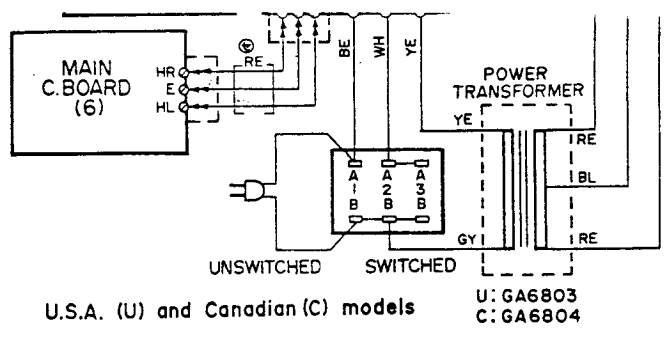 BE
WH
YE
RE
MAIN
C.BOARD
(6)
HR
E
HL
POWER
TRANSFORMER
YE
RE
BL
A A A
1 2 3
B B B
GY
RE
UNSWITCHED
SWITCHED
U.S.A. (U) and Canadian (C) models
U: GA6803
C: GA6804